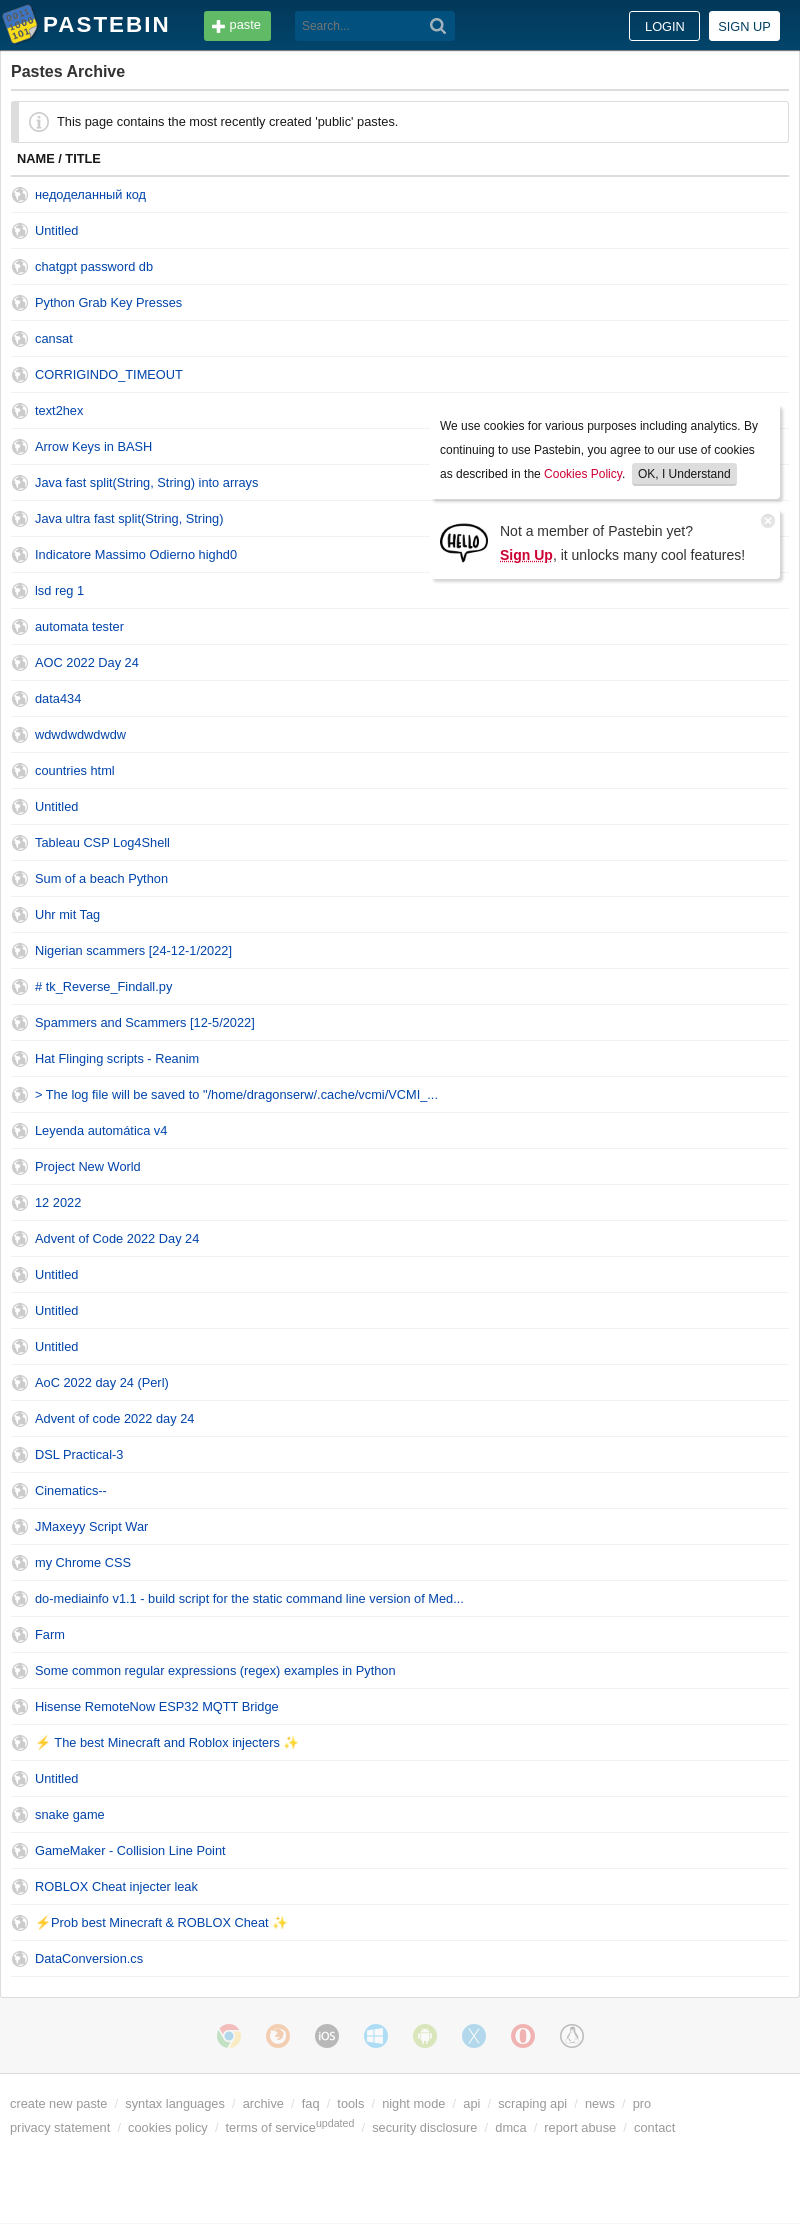 PASTEBIN paste Search... LOGIN SIGN UP
Pastes Archive
This page contains the most recently created 'public' pastes.
NAME / TITLE
недоделанный код
Untitled
chatgpt password db
Python Grab Key Presses
cansat
CORRIGINDO_TIMEOUT
text2hex
Arrow Keys in BASH
Java fast split(String, String) into arrays
Java ultra fast split(String, String)
Indicatore Massimo Odierno highd0
lsd reg 1
We use cookies for various purposes including analytics. By
continuing to use Pastebin, you agree to our use of cookies
as described in the Cookies Policy. OK, I Understand
HELLO
Not a member of Pastebin yet?
Sign Up, it unlocks many cool features!
automata tester
AOC 2022 Day 24
data434
wdwdwdwdwdw
countries html
Untitled
Tableau CSP Log4Shell
Sum of a beach Python
Uhr mit Tag
Nigerian scammers [24-12-1/2022]
# tk_Reverse_Findall.py
Spammers and Scammers [12-5/2022]
Hat Flinging scripts - Reanim
> The log file will be saved to "/home/dragonserw/.cache/vcmi/VCMI_...
Leyenda automática v4
Project New World
12 2022
Advent of Code 2022 Day 24
Untitled
Untitled
Untitled
AoC 2022 day 24 (Perl)
Advent of code 2022 day 24
DSL Practical-3
Cinematics--
JMaxeyy Script War
my Chrome CSS
do-mediainfo v1.1 - build script for the static command line version of Med...
Farm
Some common regular expressions (regex) examples in Python
Hisense RemoteNow ESP32 MQTT Bridge
⚡ The best Minecraft and Roblox injecters ✨
Untitled
snake game
GameMaker - Collision Line Point
ROBLOX Cheat injecter leak
⚡Prob best Minecraft & ROBLOX Cheat ✨
DataConversion.cs
iOS
create new paste / syntax languages / archive / faq / tools / night mode / api / scraping api / news / pro
privacy statement / cookies policy / terms of service updated / security disclosure / dmca / report abuse / contact